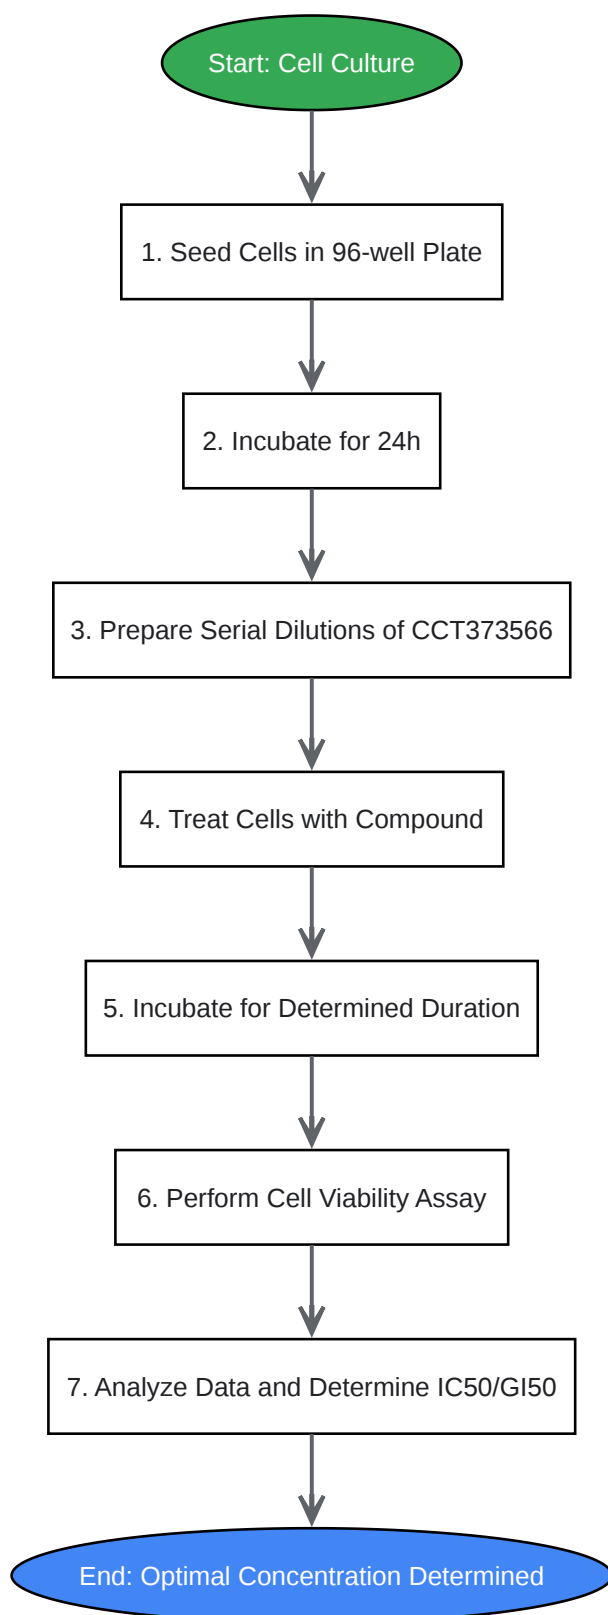 Start: Cell Culture
1. Seed Cells in 96-well Plate
2. Incubate for 24h
3. Prepare Serial Dilutions of CCT373566
4. Treat Cells with Compound
5. Incubate for Determined Duration
6. Perform Cell Viability Assay
7. Analyze Data and Determine IC50/GI50
End: Optimal Concentration Determined